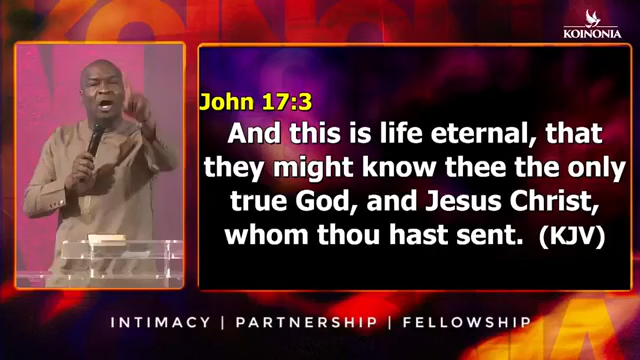 KOINONIA
John 17:3
And this is life eternal, that
they might know thee the only
true God, and Jesus Christ,
whom thou hast sent. (KJV)
INTIMACY | PARTNERSHIP | FELLOWSHIP